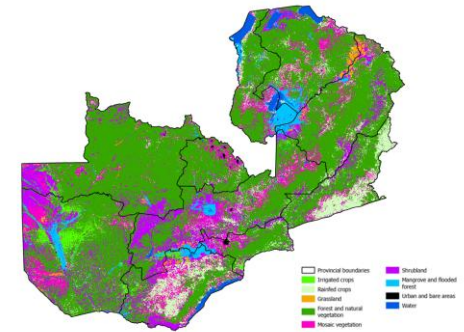 Provincial boundaries
Irrigated crops
Rainfed crops
Grassland
Forest and natural
vegetation
Mosaic vegetation
Shrubland
Mangrove and flooded
forest
Urban and bare areas
Water